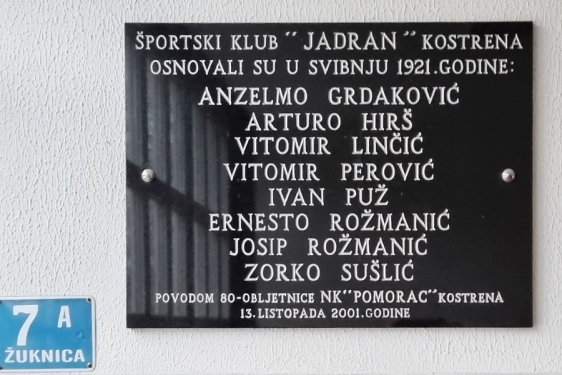 ŠPORTSKI KLUB "JADRAN" KOSTRENA
OSNOVALI SU U SVIBNJU 1921.GODINE:
ANZELMO GRDAKOVIĆ
ARTURO HIRŠ
VITOMIR LINČIĆ
VITOMIR PEROVIĆ
IVAN PUŽ
ERNESTO ROŽMANIĆ
JOSIP ROŽMANIĆ
ZORKO SUŠLIĆ
POVODOM 80-OBLJETNICE NK"POMORAC"KOSTRENA
13.LISTOPADA 2001.GODINE
7 A
ŽUKNICA